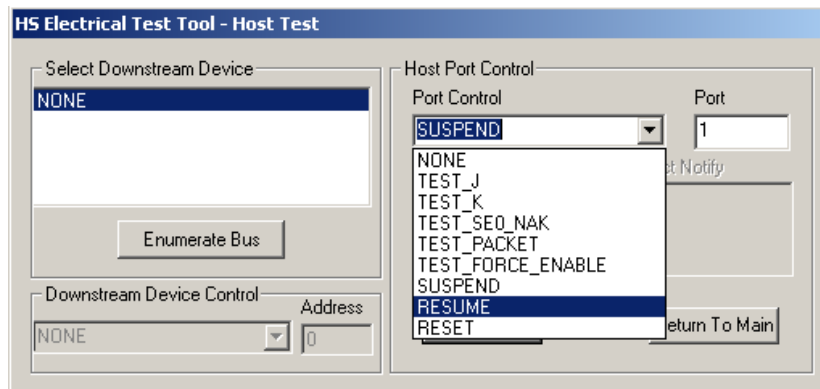 HS Electrical Test Tool - Host Test
Select Downstream Device
NONE
Enumerate Bus
Downstream Device Control
Address
NONE
0
Host Port Control
Port Control
Port
SUSPEND
1
NONE
TEST_J
TEST_K
TEST_SE0_NAK
TEST_PACKET
TEST_FORCE_ENABLE
SUSPEND
RESUME
RESET
Notify
To Main